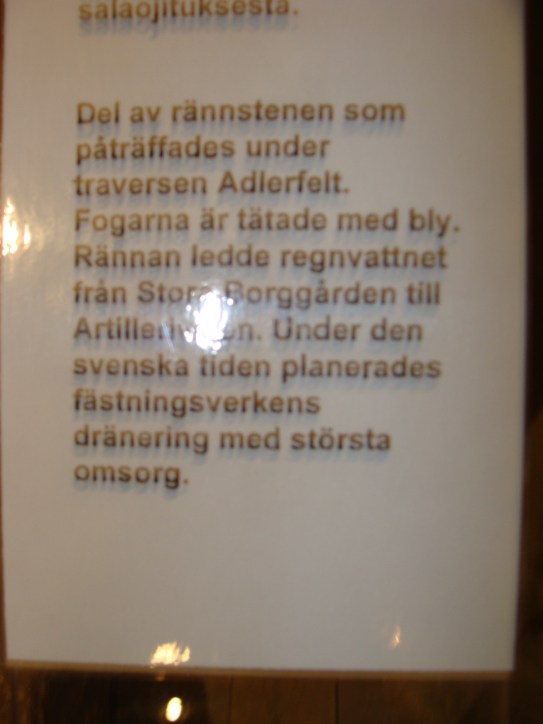 salaojituksesta.
Del av rännstenen som
påträffades under
traversen Adlerfelt.
Fogarna är tätade med bly.
Rännan ledde regnvattnet
från Stora Borggården till
Under den
svenska tiden planerades
fästningsverkens
dränering med största
omsorg.